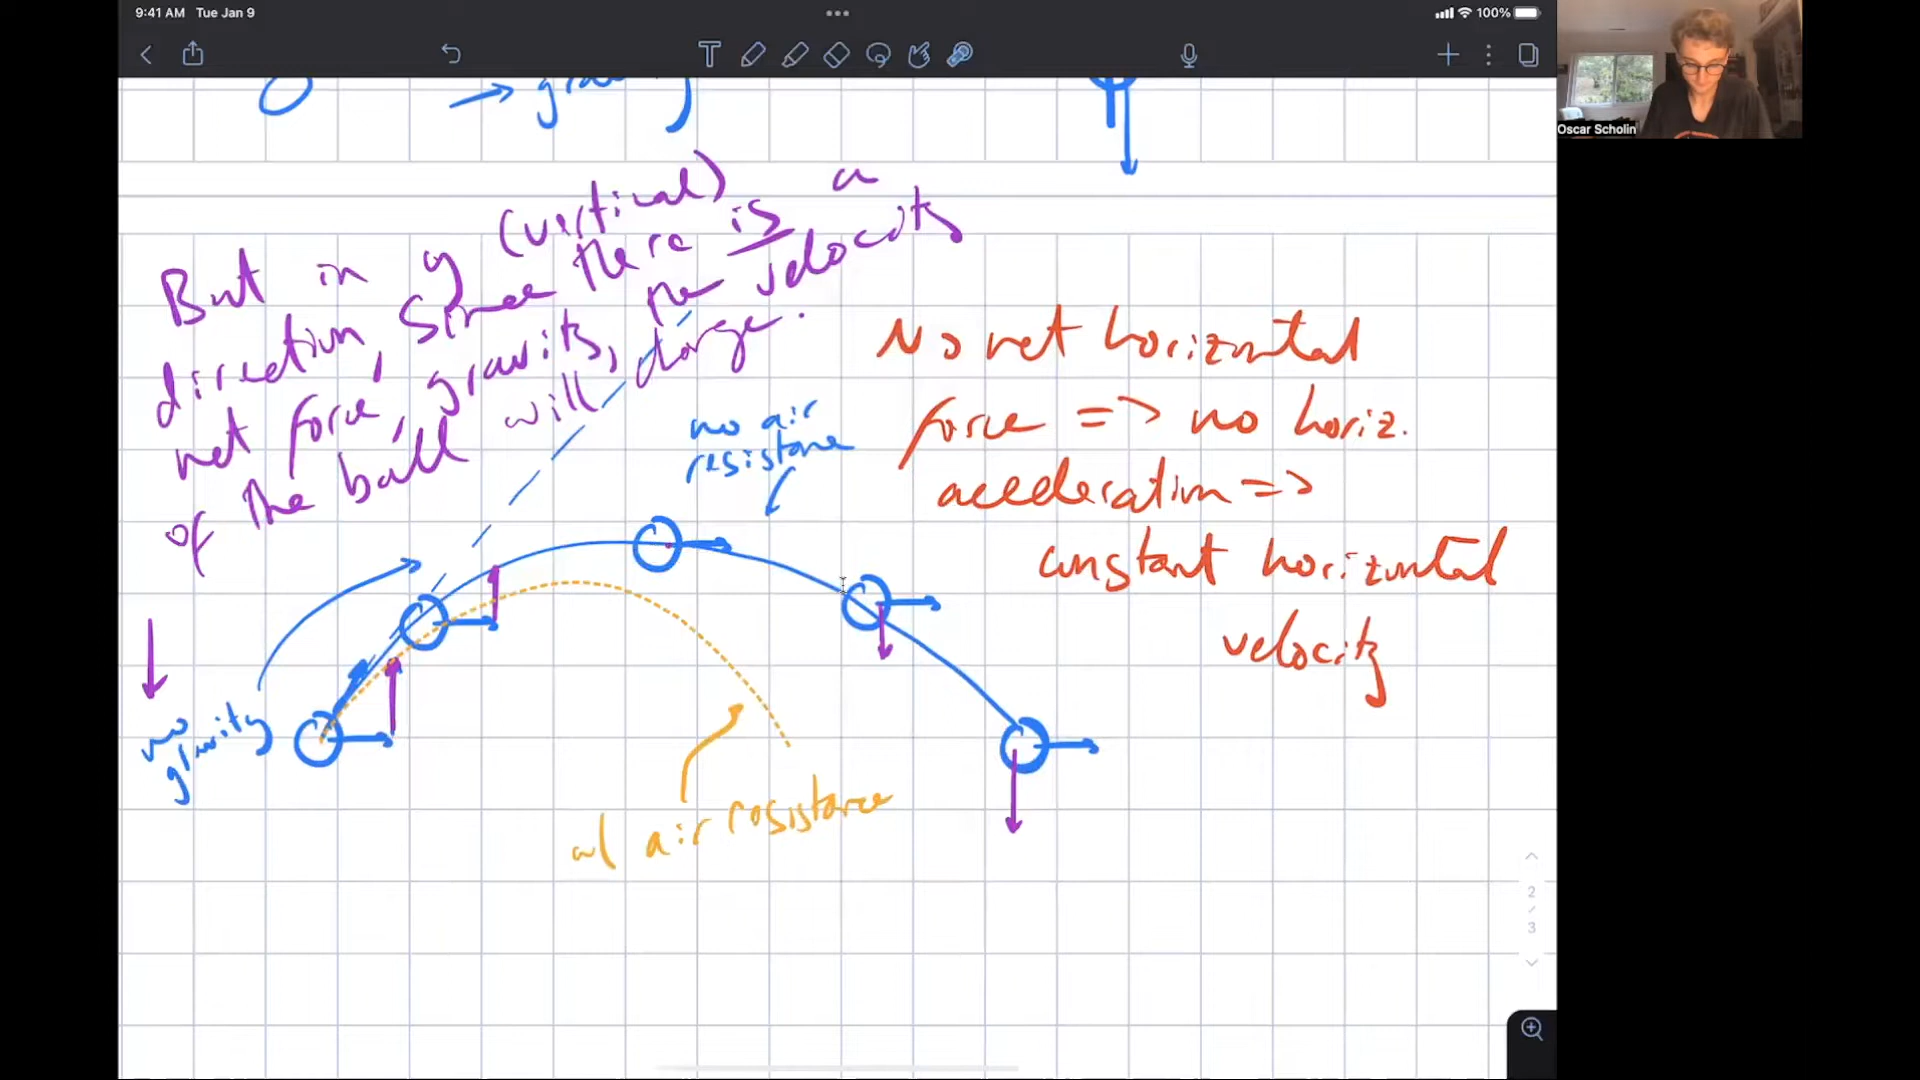 9:41 AM Tue Jan 9
100%
Oscar Scholin
→
But in y (vertical)
direction, since there is a
net force, gravity, the velocity
of the ball will change.
No net horizontal
force => no horiz.
acceleration =>
constant horizontal
velocity
no air
resistance
no
gravity
w/ air resistance
2
/
3